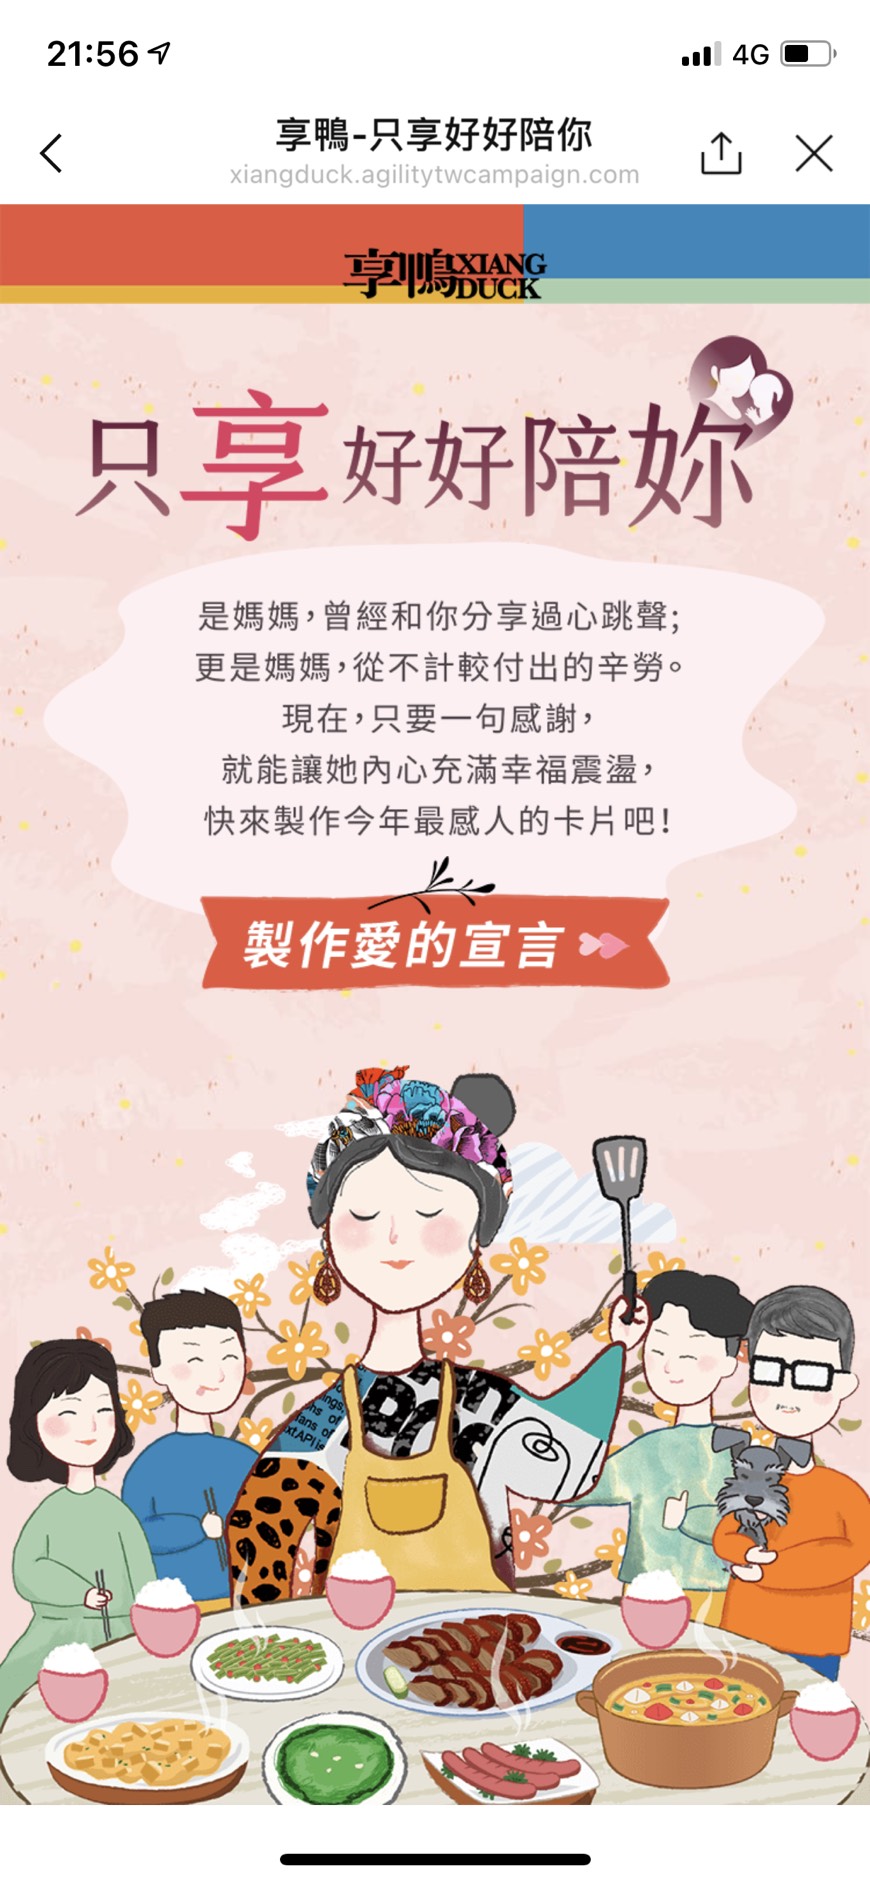 21:56
4G
享鴨-只享好好陪你
xiangduck.agilitytwcampaign.com
享鴨XIANG
DUCK
只享好好陪妳
是媽媽,曾經和你分享過心跳聲;
更是媽媽,從不計較付出的辛勞。
現在,只要一句感謝,
就能讓她內心充滿幸福震盪,
快來製作今年最感人的卡片吧!
製作愛的宣言